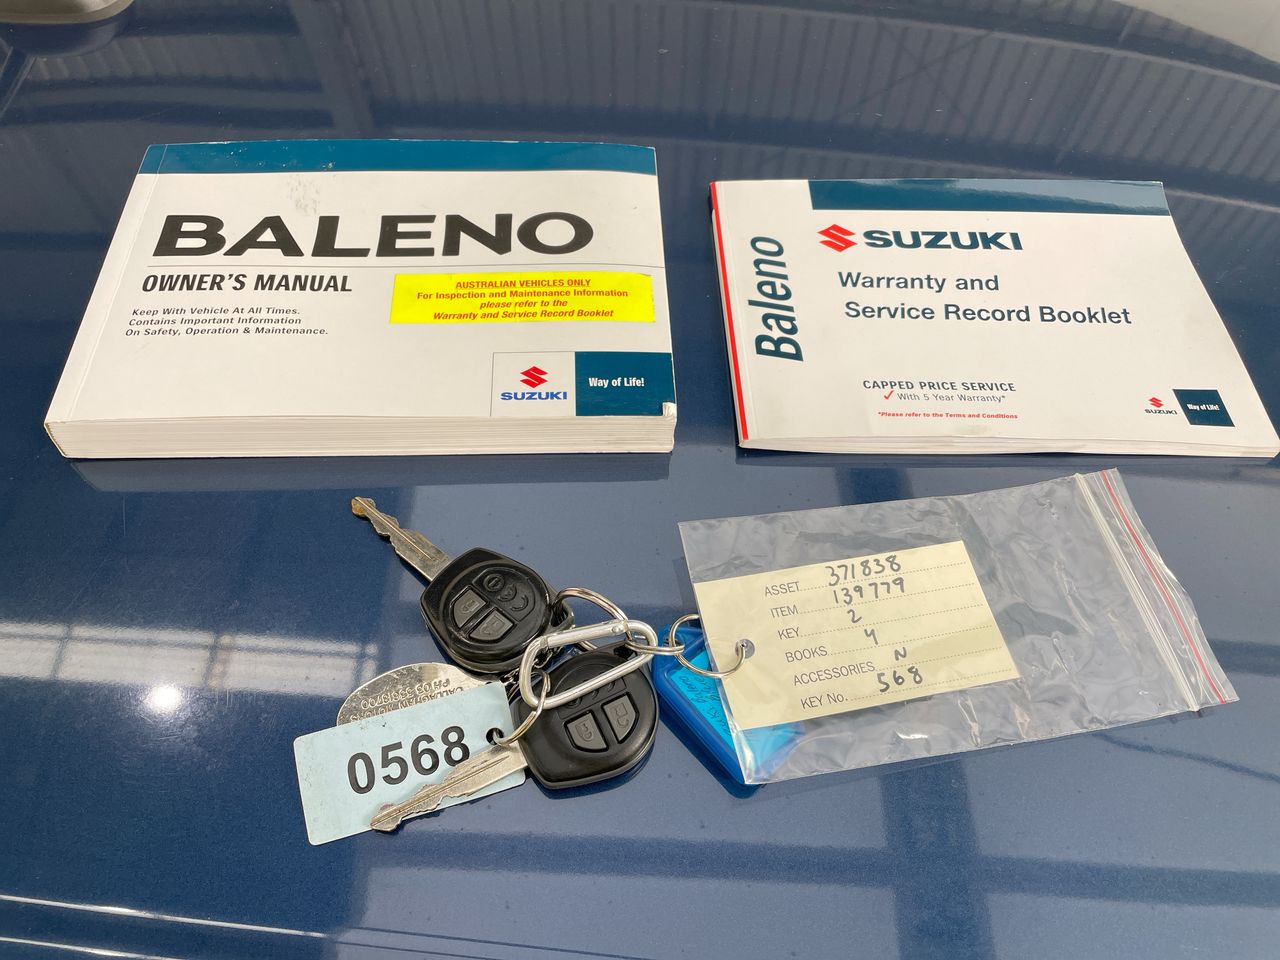 BALENO
OWNER'S MANUAL
Keep With Vehicle At All Times.
Contains Important Information
On Safety, Operation & Maintenance.
AUSTRALIAN VEHICLES ONLY
For Inspection and Maintenance Information
please refer to the
Warranty and Service Record Booklet
SUZUKI
Way of Life!
Baleno
SUZUKI
Warranty and
Service Record Booklet
CAPPED PRICE SERVICE
With 5 Year Warranty*
*Please refer to the Terms and Conditions
SUZUKI
Way of Life!
ASSET 371838
ITEM 139779
KEY 2
BOOKS 4
ACCESSORIES N
KEY No. 568
0568
MOTORS
PH 03